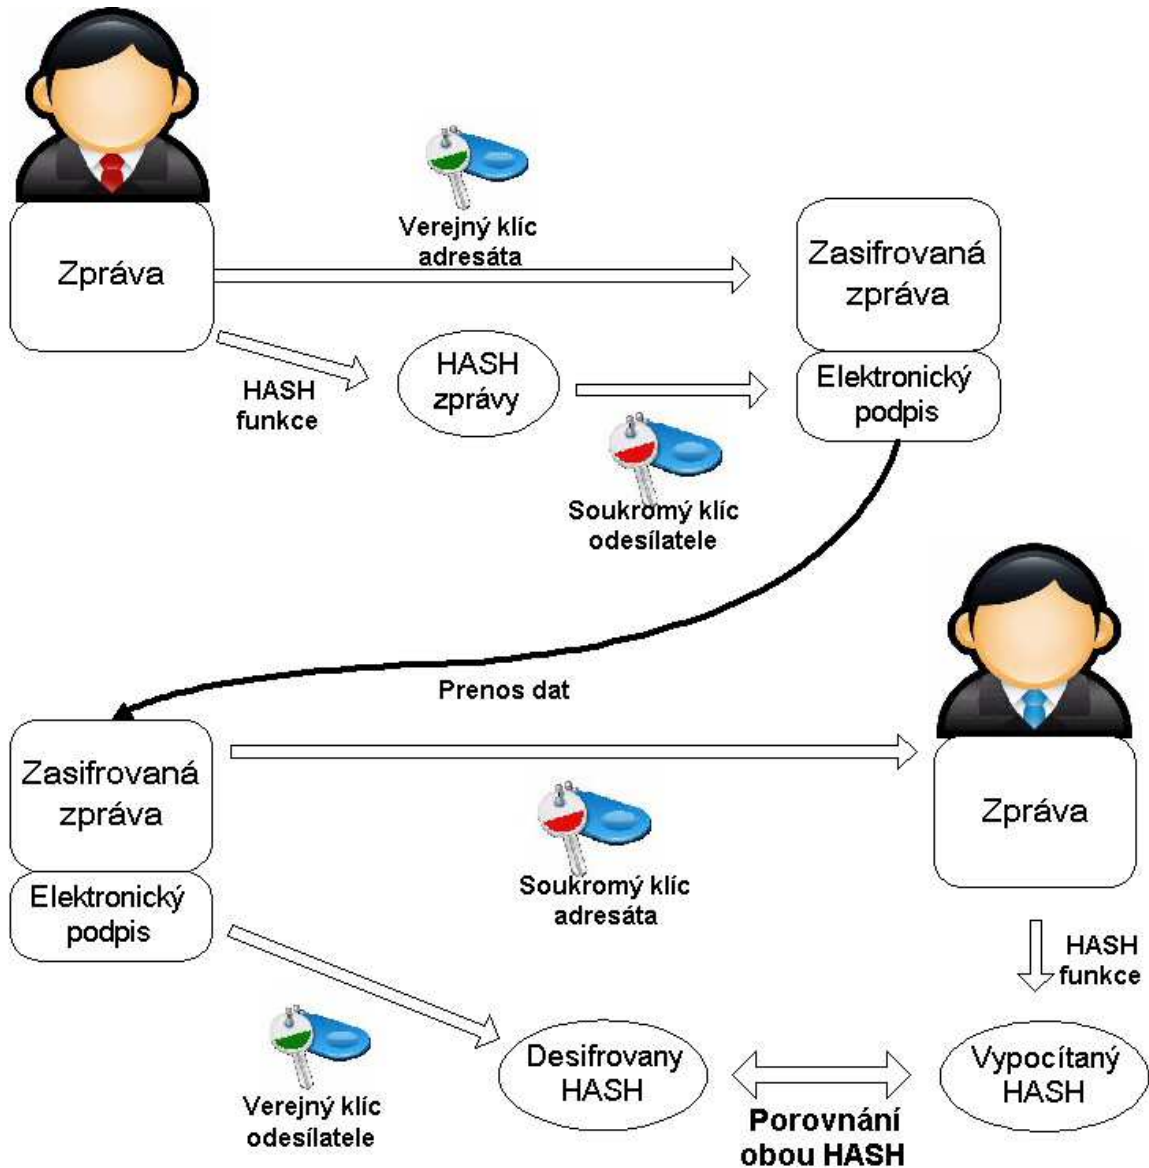 Verejný klíc
adresáta
Zpráva
Zasifrovaná
zpráva
HASH
funkce
HASH
zprávy
Elektronický
podpis
Soukromý klíc
odesílatele
Prenos dat
Zasifrovaná
zpráva
Zpráva
Soukromý klíc
adresáta
Elektronický
podpis
HASH
funkce
Desifrovany
HASH
Vypocítaný
HASH
Verejný klíc
odesílatele
Porovnání
obou HASH